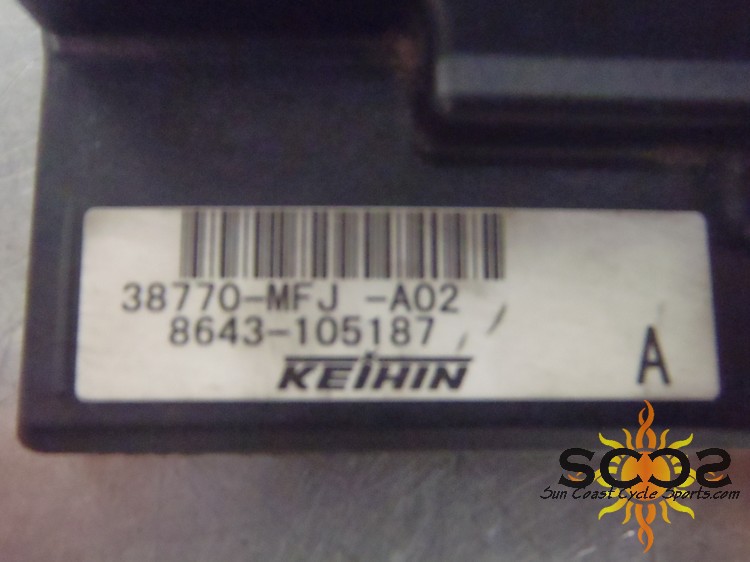 38770-MFJ -A02
8643-105187
KEIHIN
A
SCCS
Sun Coast Cycle Sports.com